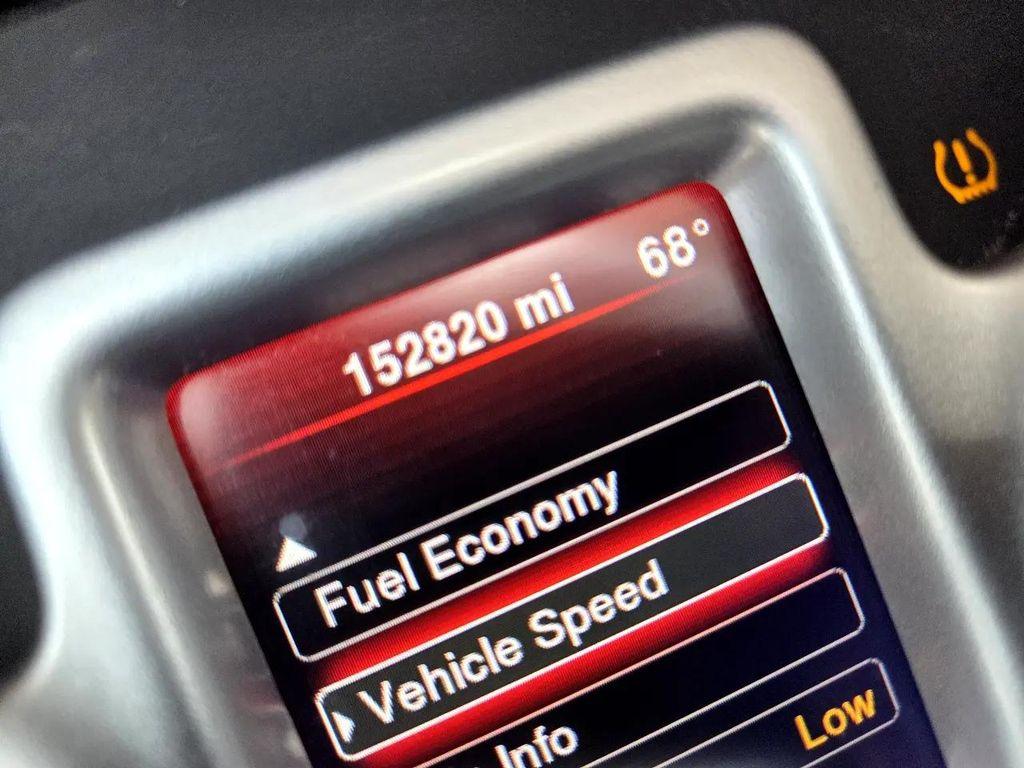 152820 mi 68°
Fuel Economy
Vehicle Speed
Info
Low